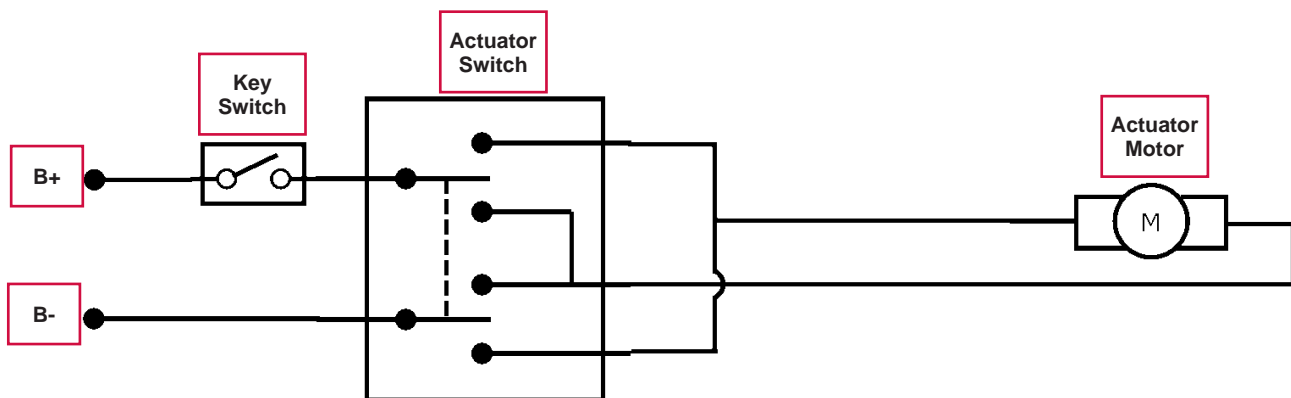 Actuator
Switch
Key
Switch
Actuator
Motor
B+
M
B-